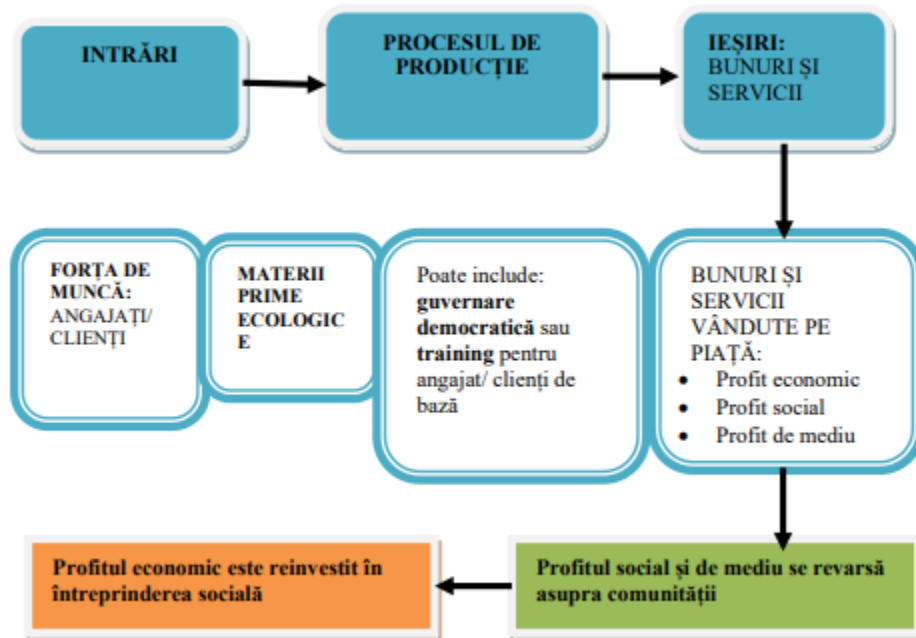 INTRĂRI
PROCESUL DE
PRODUCȚIE
IEȘIRI:
BUNURI ȘI
SERVICII
FORȚA DE
MUNCĂ:
ANGAJAȚI/
CLIENȚI
MATERII
PRIME
ECOLOGIC
E
Poate include:
guvernare
democratică sau
training pentru
angajat/ clienți de
bază
BUNURI ȘI
SERVICII
VÂNDUTE PE
PIAȚĂ:
• Profit economic
• Profit social
• Profit de mediu
Profitul economic este reinvestit în
întreprinderea socială
Profitul social și de mediu se revarsă
asupra comunității